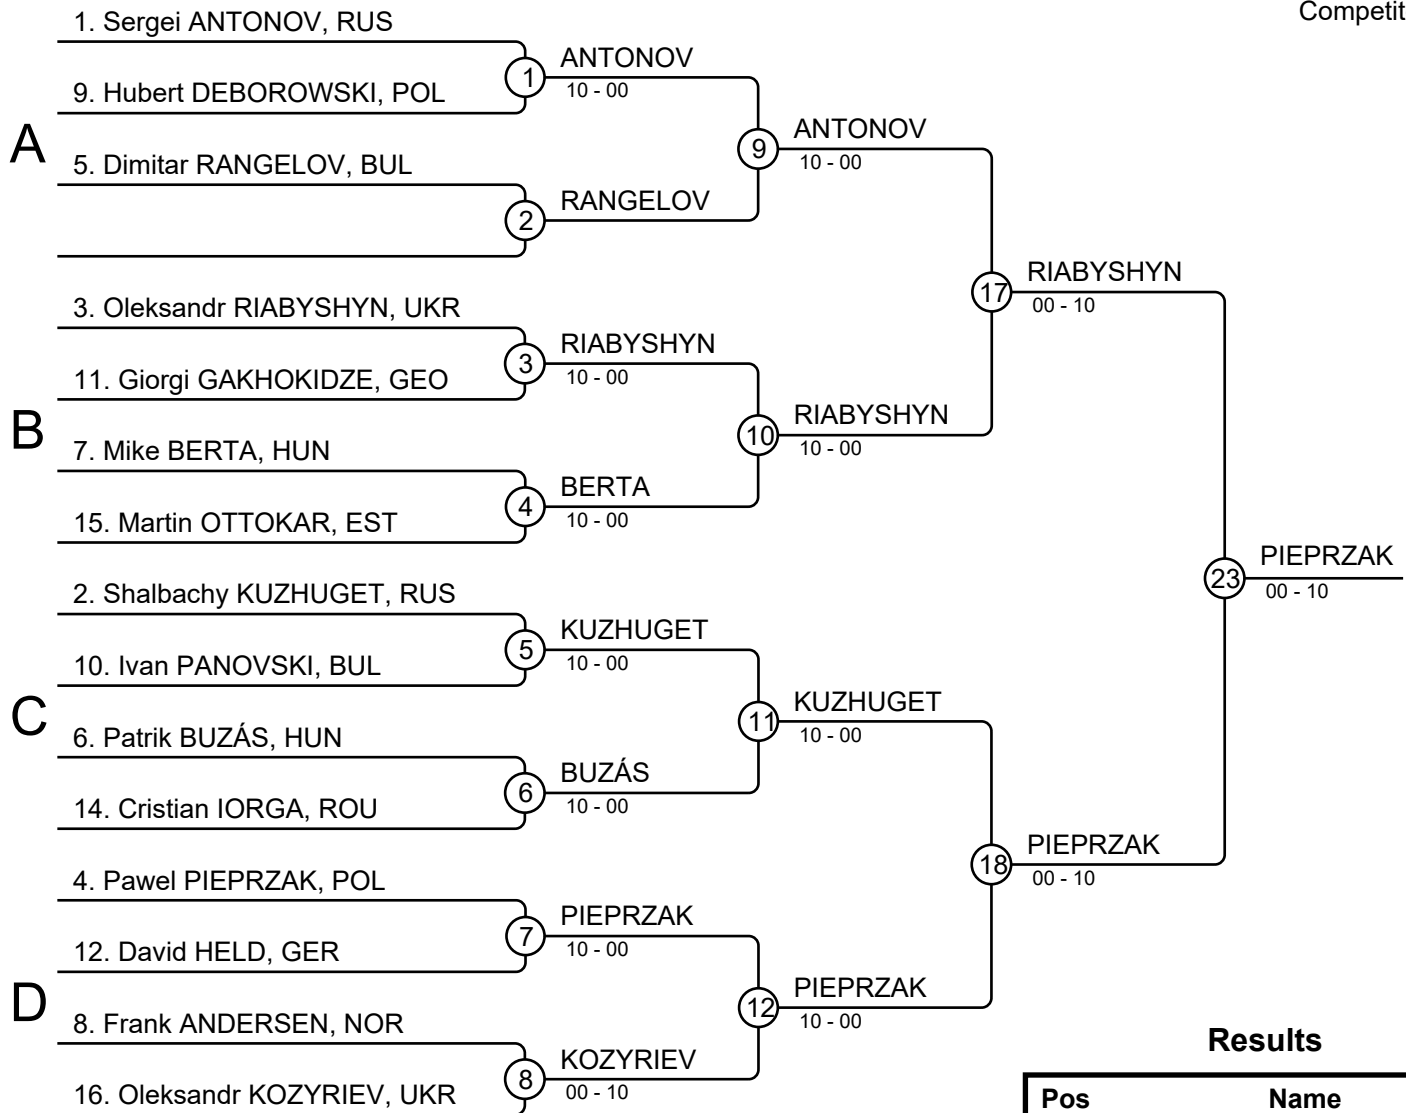 Competit
1. Sergei ANTONOV, RUS
1
ANTONOV
10 - 00
9. Hubert DEBOROWSKI, POL
A
9
ANTONOV
10 - 00
5. Dimitar RANGELOV, BUL
2
RANGELOV
17
RIABYSHYN
00 - 10
3. Oleksandr RIABYSHYN, UKR
3
RIABYSHYN
10 - 00
11. Giorgi GAKHOKIDZE, GEO
B
10
RIABYSHYN
10 - 00
7. Mike BERTA, HUN
4
BERTA
10 - 00
15. Martin OTTOKAR, EST
23
PIEPRZAK
00 - 10
2. Shalbachy KUZHUGET, RUS
5
KUZHUGET
10 - 00
10. Ivan PANOVSKI, BUL
C
11
KUZHUGET
10 - 00
6. Patrik BUZÁS, HUN
6
BUZÁS
10 - 00
14. Cristian IORGA, ROU
18
PIEPRZAK
00 - 10
4. Pawel PIEPRZAK, POL
7
PIEPRZAK
10 - 00
12. David HELD, GER
D
12
PIEPRZAK
10 - 00
8. Frank ANDERSEN, NOR
8
KOZYRIEV
00 - 10
16. Oleksandr KOZYRIEV, UKR
Results
Pos Name